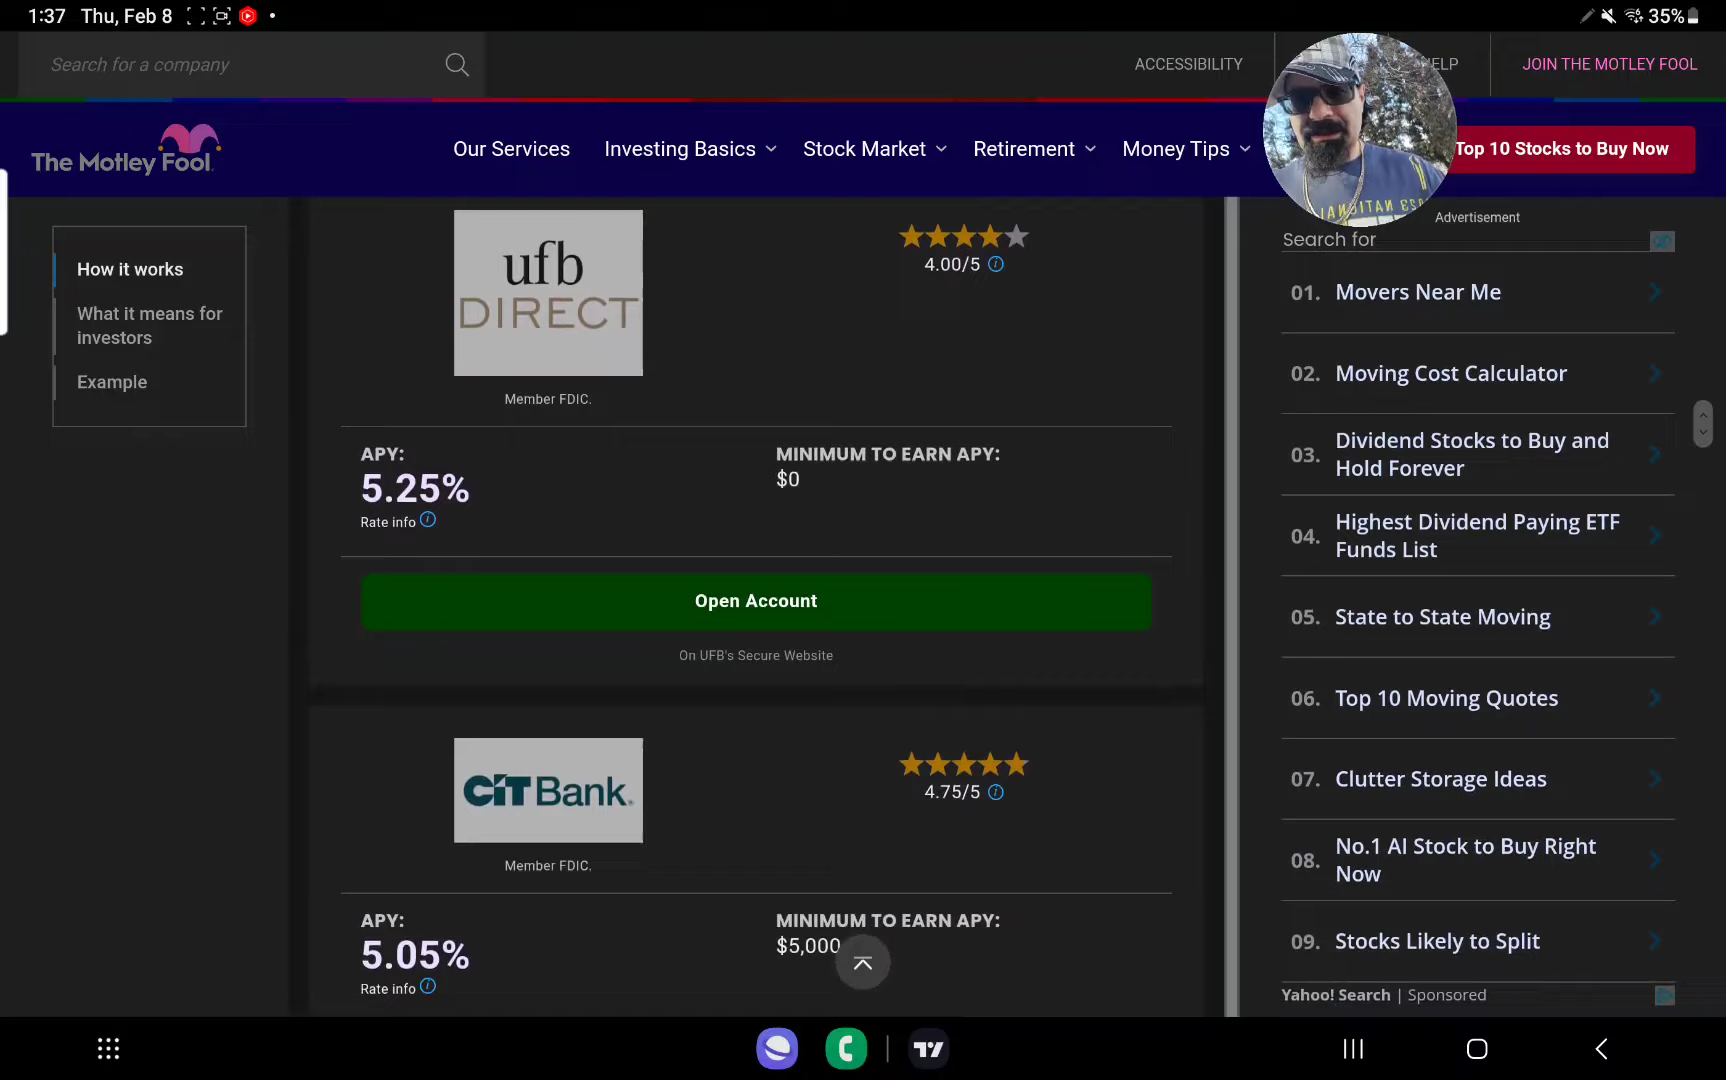 1:37 Thu, Feb 8
35%
Search for a company
ACCESSIBILITY
JOIN THE MOTLEY FOOL
The Motley Fool.
Our Services
Investing Basics
Stock Market
Retirement
Money Tips
Top 10 Stocks to Buy Now
How it works
What it means for
investors
Example
ufb
DIRECT
Member FDIC.
4.00/5
APY:
5.25%
Rate info
MINIMUM TO EARN APY:
$0
Open Account
On UFB's Secure Website
CiT Bank
Member FDIC.
4.75/5
APY:
5.05%
Rate info
MINIMUM TO EARN APY:
$5,000
Advertisement
Search for
01. Movers Near Me
02. Moving Cost Calculator
03. Dividend Stocks to Buy and
Hold Forever
04. Highest Dividend Paying ETF
Funds List
05. State to State Moving
06. Top 10 Moving Quotes
07. Clutter Storage Ideas
08. No.1 AI Stock to Buy Right
Now
09. Stocks Likely to Split
Yahoo! Search | Sponsored